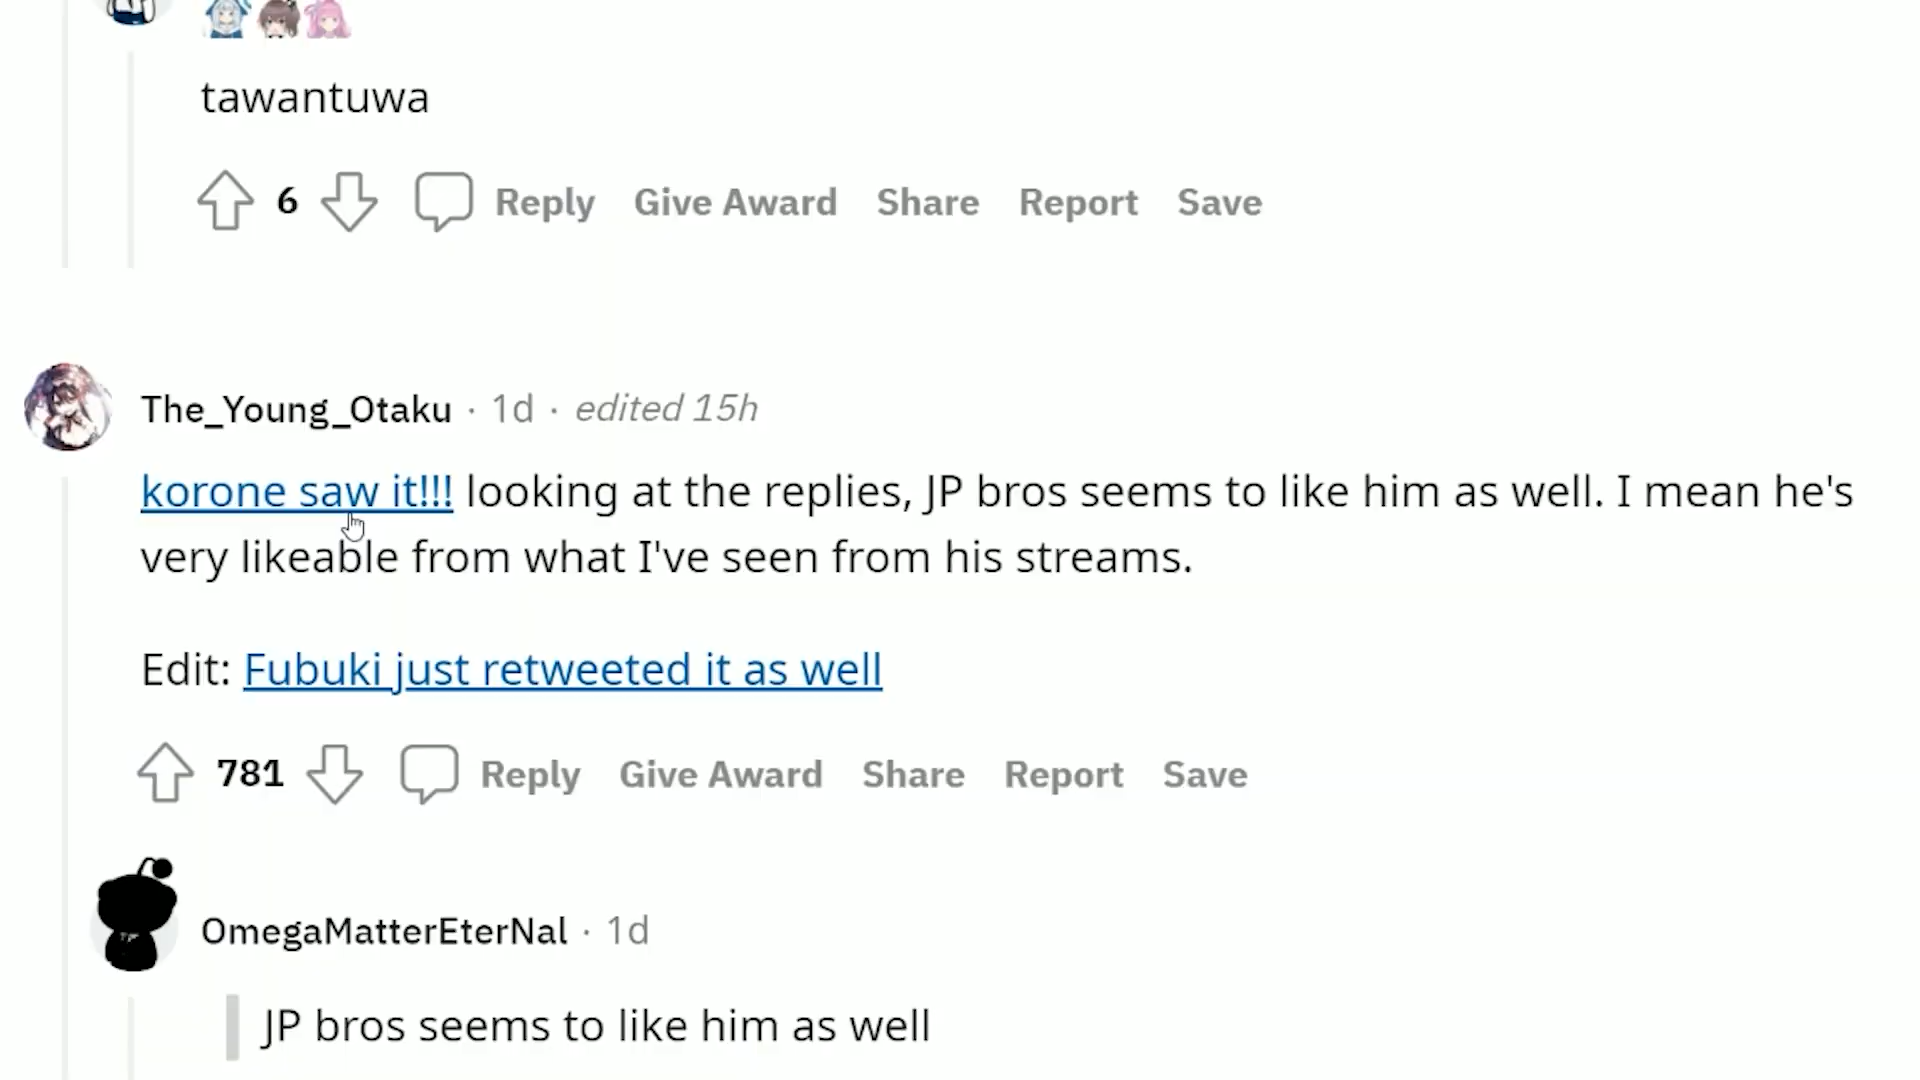 tawantuwa
6 Reply Give Award Share Report Save
The_Young_Otaku · 1d · edited 15h
korone saw it!!! looking at the replies, JP bros seems to like him as well. I mean he's
very likeable from what I've seen from his streams.
Edit: Fubuki just retweeted it as well
781 Reply Give Award Share Report Save
OmegaMatterEterNal · 1d
JP bros seems to like him as well